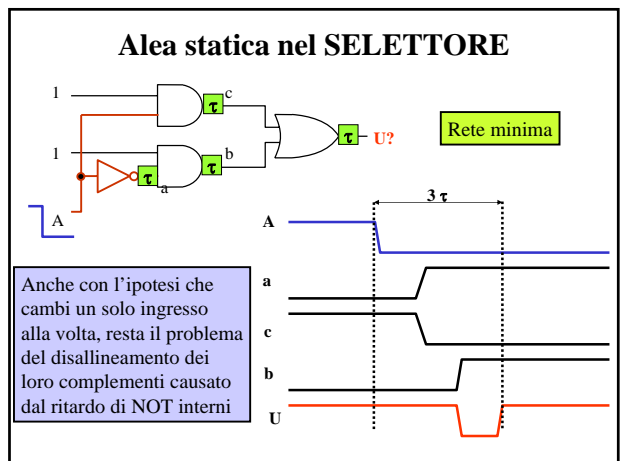 Alea statica nel SELETTORE
1
τ
c
1
τ
a
τ
b
τ
U?
A
Rete minima
3 τ
A
a
c
b
U
Anche con l'ipotesi che
cambi un solo ingresso
alla volta, resta il problema
del disallineamento dei
loro complementi causato
dal ritardo di NOT interni